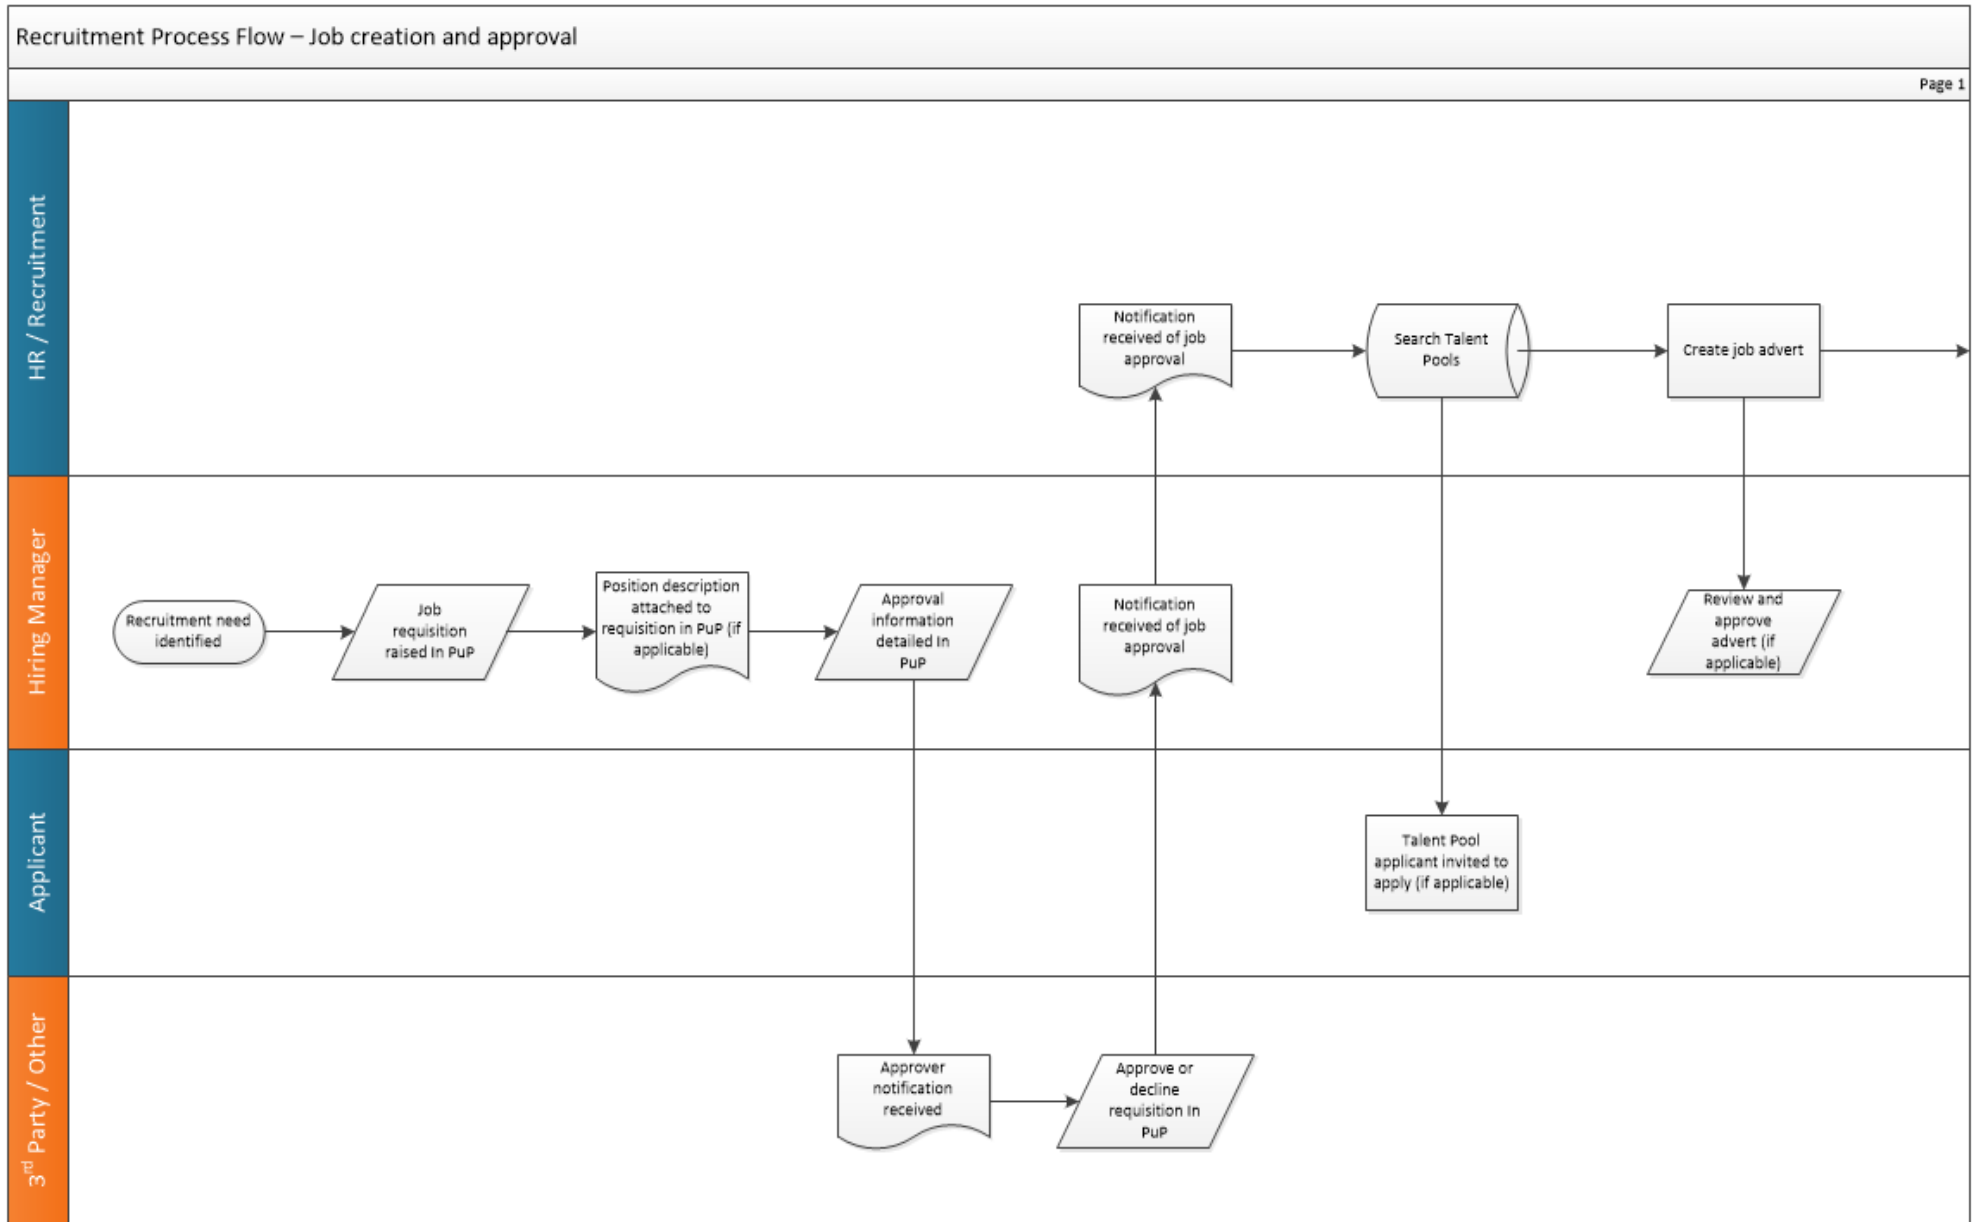 Recruitment Process Flow – Job creation and approval
Page 1
HR / Recruitment
Notification
received of job
approval
Search Talent
Pools
Create job advert
Hiring Manager
Recruitment need
identified
Job
requisition
raised In PuP
Position description
attached to
requisition in PuP (if
applicable)
Approval
information
detailed In
PuP
Notification
received of job
approval
Review and
approve
advert (if
applicable)
Applicant
Talent Pool
applicant invited to
apply (if applicable)
3rd Party / Other
Approver
notification
received
Approve or
decline
requisition In
PuP